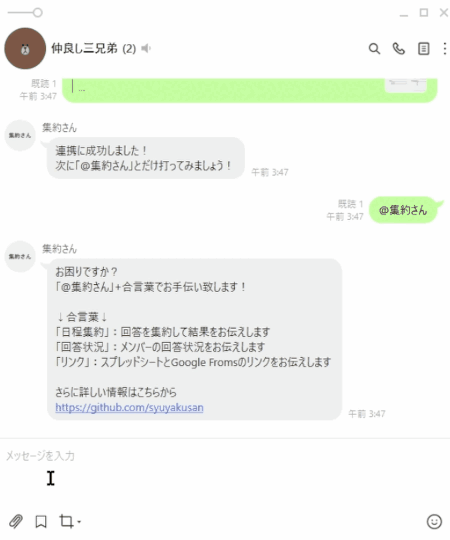 仲良し三兄弟 (2)
...
既読 1
午前 3:47
集約さん
集約さん
連携に成功しました！
次に「@集約さん」とだけ打ってみましょう！
午前 3:47
既読 1
午前 3:47
@集約さん
集約さん
集約さん
お困りですか？
「@集約さん」+合言葉でお手伝い致します！
↓合言葉↓
「日程集約」：回答を集約して結果をお伝えします
「回答状況」：メンバーの回答状況をお伝えします
「リンク」：スプレッドシートとGoogle Fromsのリンクをお伝えします
さらに詳しい情報はこちらから
https://github.com/syuyakusan
午前 3:47
メッセージを入力